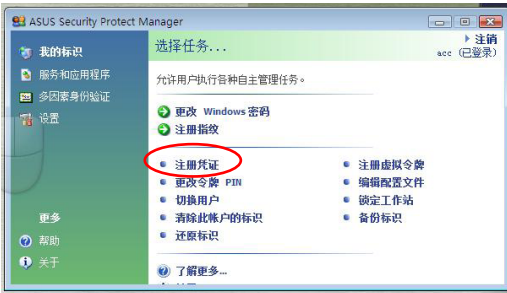 ASUS Security Protect Manager
我的标识
服务和应用程序
多因素身份验证
设置
更多
帮助
关于
选择任务...
注销
acc (已登录)
允许用户执行各种自主管理任务。
更改 Windows 密码
注册指纹
注册凭证
更改令牌 PIN
切换用户
清除此帐户的标识
还原标识
注册虚拟令牌
编辑配置文件
锁定工作站
备份标识
了解更多...